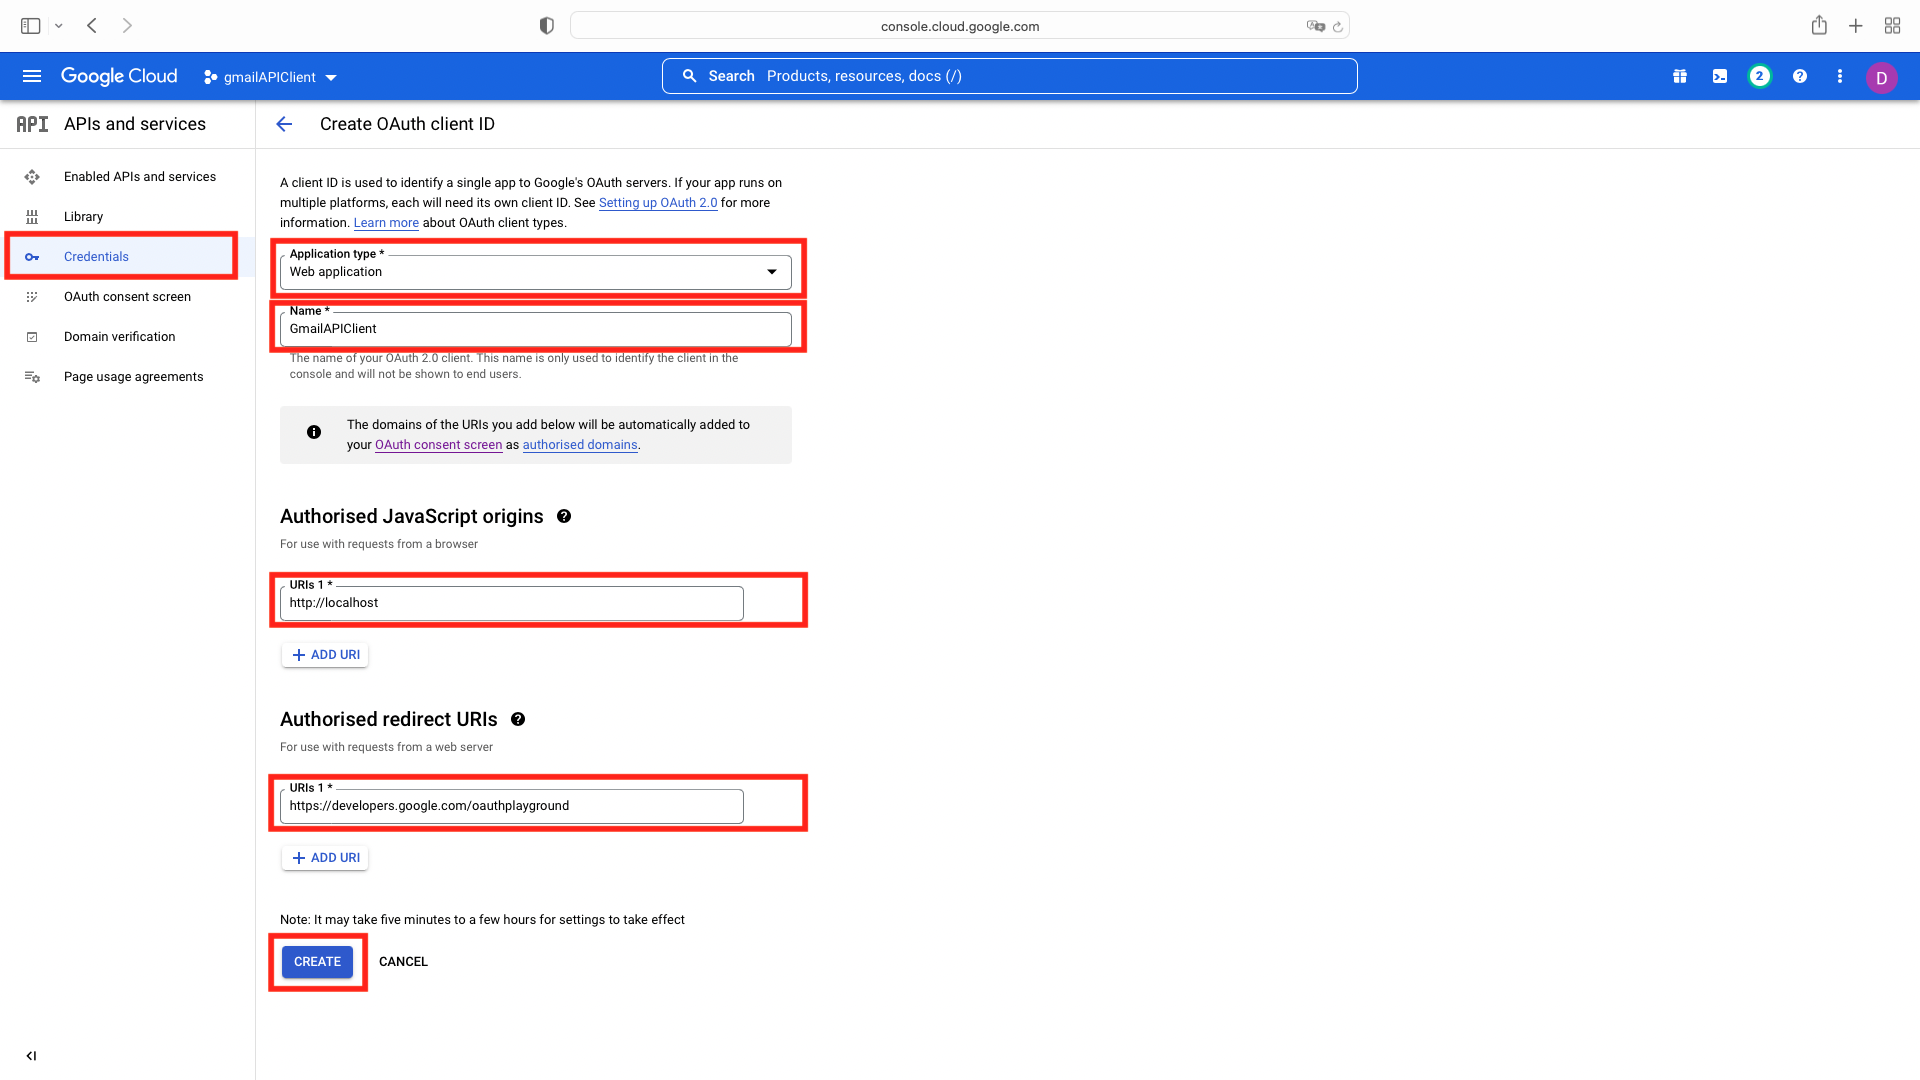 console.cloud.google.com
Google Cloud
gmailAPIClient
Search Products, resources, docs (/)
2
D
API APIs and services
Create OAuth client ID
Enabled APIs and services
Library
Credentials
OAuth consent screen
Domain verification
Page usage agreements
A client ID is used to identify a single app to Google's OAuth servers. If your app runs on
multiple platforms, each will need its own client ID. See Setting up OAuth 2.0 for more
information. Learn more about OAuth client types.
Application type *
Web application
Name *
GmailAPIClient
The name of your OAuth 2.0 client. This name is only used to identify the client in the
console and will not be shown to end users.
The domains of the URIs you add below will be automatically added to
your OAuth consent screen as authorised domains.
Authorised JavaScript origins
For use with requests from a browser
URIs 1 *
http://localhost
ADD URI
Authorised redirect URIs
For use with requests from a web server
URIs 1 *
https://developers.google.com/oauthplayground
ADD URI
Note: It may take five minutes to a few hours for settings to take effect
CREATE
CANCEL